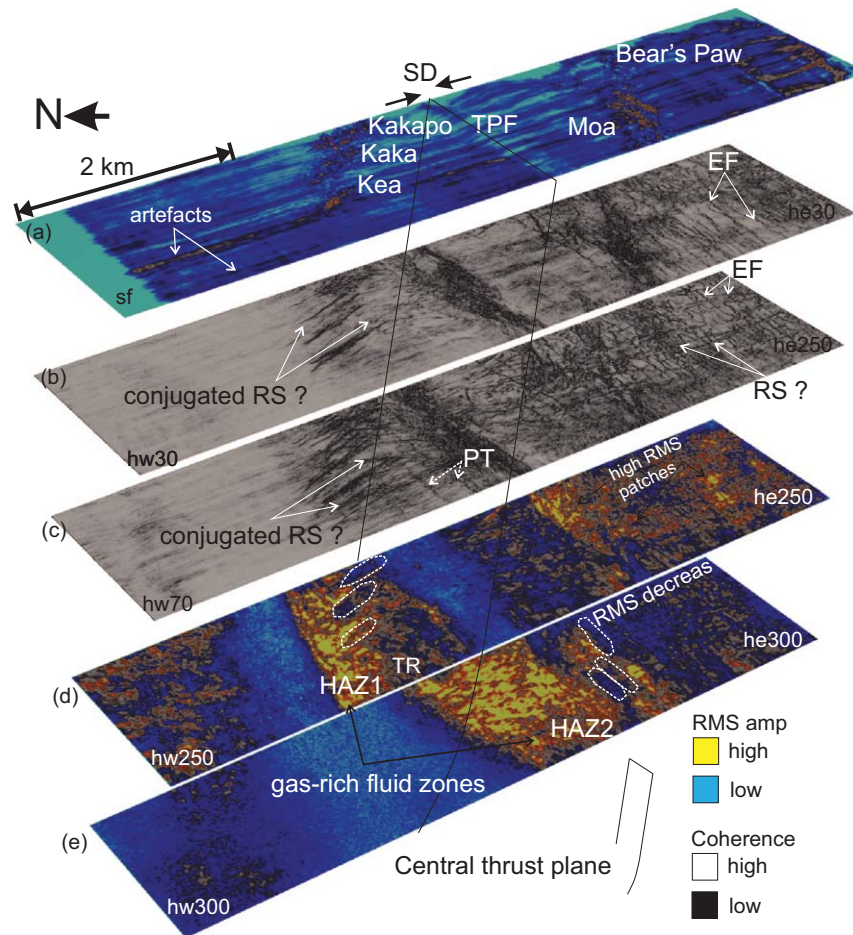 Bear's Paw
SD
N
Kakapo
TPF
Moa
Kaka
2 km
Kea
EF
artefacts
he30
(a)
sf
EF
he250
(b)
conjugated RS ?
RS ?
hw30
PT
high RMS
patches
he250
(c)
conjugated RS ?
hw70
RMS decreas
he300
TR
(d)
HAZ1
HAZ2
hw250
RMS amp
high
gas-rich fluid zones
low
(e)
Coherence
Central thrust plane
high
hw300
low